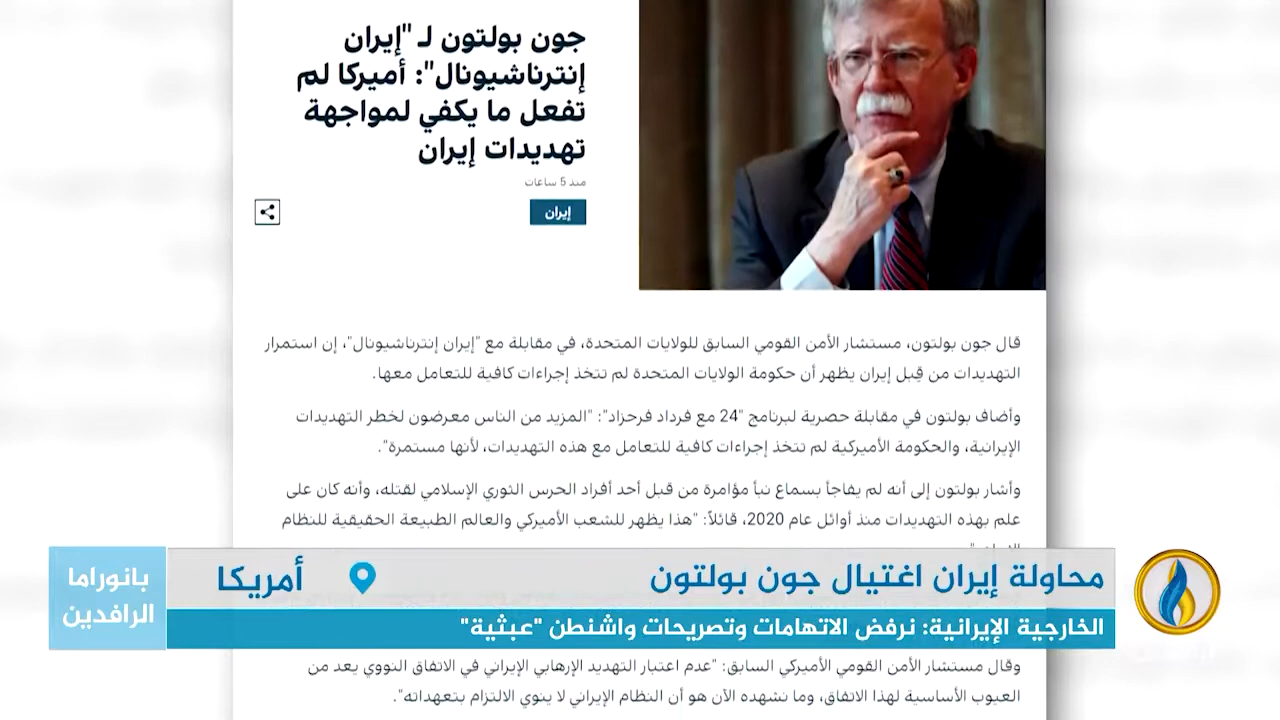 جون بولتون لـ "إيران
إنترناشيونال": أميركا لم
تفعل ما يكفي لمواجهة
تهديدات إيران
منذ 5 ساعات
إيران
قال جون بولتون، مستشار الأمن القومي السابق للولايات المتحدة، في مقابلة مع "إيران إنترناشيونال"، إن استمرار
التهديدات من قِبل إيران يظهر أن حكومة الولايات المتحدة لم تتخذ إجراءات كافية للتعامل معها.
وأضاف بولتون في مقابلة حصرية لبرنامج "24 مع فرداد فرحزاد": "المزيد من الناس معرضون لخطر التهديدات
الإيرانية، والحكومة الأميركية لم تتخذ إجراءات كافية للتعامل مع هذه التهديدات، لأنها مستمرة".
وأشار بولتون إلى أنه لم يفاجأ بسماع نبأ مؤامرة من قبل أحد أفراد الحرس الثوري الإسلامي لقتله، وأنه كان على
علم بهذه التهديدات منذ أوائل عام 2020، قائلاً: "هذا يظهر للشعب الأميركي والعالم الطبيعة الحقيقية للنظام
محاولة إيران اغتيال جون بولتون
أمريكا
بانوراما
الرافدين
الخارجية الإيرانية: نرفض الاتهامات وتصريحات واشنطن "عبثية"
وقال مستشار الأمن القومي الأميركي السابق: "عدم اعتبار التهديد الإرهابي الإيراني في الاتفاق النووي يعد من
العيوب الأساسية لهذا الاتفاق، وما نشهده الآن هو أن النظام الإيراني لا ينوي الالتزام بتعهداته".